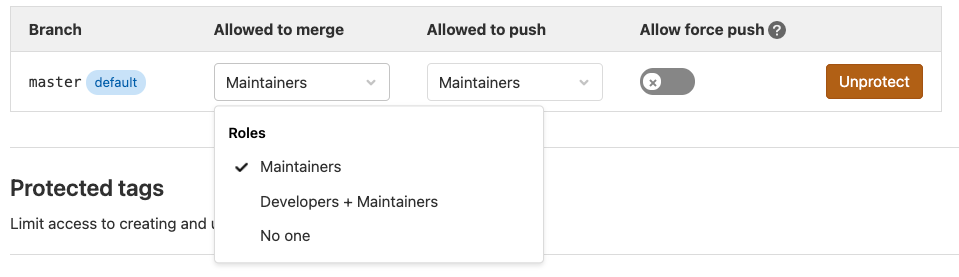 Branch Allowed to merge Allowed to push Allow force push ?
master default Maintainers Maintainers Unprotect
Roles
Maintainers
Protected tags
Developers + Maintainers
Limit access to creating and
No one